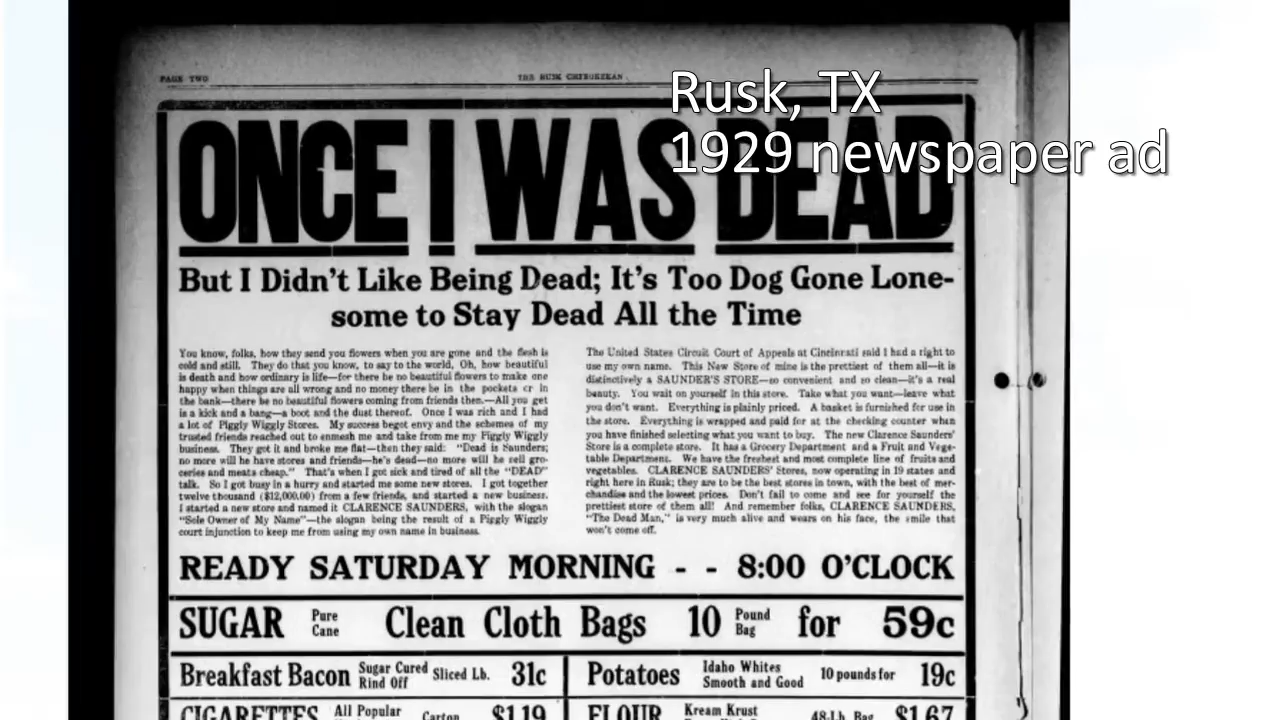 PAGE TWO
THE RUSK CHEROKEEAN
Rusk, TX
1929 newspaper ad
ONCE I WAS DEAD
But I Didn't Like Being Dead; It's Too Dog Gone Lone-
some to Stay Dead All the Time
You know, folks, how they send you flowers when you are gone and the flesh is
cold and still. They do that you know, to say to the world, Oh, how beautiful
is death and how ordinary is life—for there be no beautiful flowers to make one
happy when things are all wrong and no money there be in the pockets or in
the bank—there be no beautiful flowers coming from friends then.—All you get
is a kick and a bang—a boot and the dust thereof. Once I was rich and I had
a lot of Piggly Wiggly Stores. My success begot envy and the schemes of my
trusted friends reached out to enmesh me and take from me my Piggly Wiggly
business. They got it and broke me flat—then they said: "Dead is Saunders;
no more will he have stores and friends—he's dead—no more will he sell gro-
ceries and meats cheap." That's when I got sick and tired of all the "DEAD"
talk. So I got busy in a hurry and started me some new stores. I got together
twelve thousand ($12,000.00) from a few friends, and started a new business.
I started a new store and named it CLARENCE SAUNDERS, with the slogan
"Sole Owner of My Name"—the slogan being the result of a Piggly Wiggly
court injunction to keep me from using my own name in business.
The United States Circuit Court of Appeals at Cincinnati said I had a right to
use my own name. This New Store of mine is the prettiest of them all—it is
distinctively a SAUNDER'S STORE—so convenient and so clean—it's a real
beauty. You wait on yourself in this store. Take what you want—leave what
you don't want. Everything is plainly priced. A basket is furnished for use in
the store. Everything is wrapped and paid for at the checking counter when
you have finished selecting what you want to buy. The new Clarence Saunders'
Store is a complete store. It has a Grocery Department and a Fruit and Vege-
table Department. We have the freshest and most complete line of fruits and
vegetables. CLARENCE SAUNDERS' Stores, now operating in 19 states and
right here in Rusk; they are to be the best stores in town, with the best of mer-
chandise and the lowest prices. Don't fail to come and see for yourself the
prettiest store of them all! And remember folks, CLARENCE SAUNDERS,
"The Dead Man," is very much alive and wears on his face, the smile that
won't come off.
READY SATURDAY MORNING - - 8:00 O'CLOCK
SUGAR Pure Cane Clean Cloth Bags 10 Pound Bag for 59c
Breakfast Bacon Sugar Cured Rind Off Sliced Lb. 31c
Potatoes Idaho Whites Smooth and Good 10 pounds for 19c
CIGARETTES All Popular Carton $1.19
FLOUR Kream Krust 48-Lb. Bag $1.67